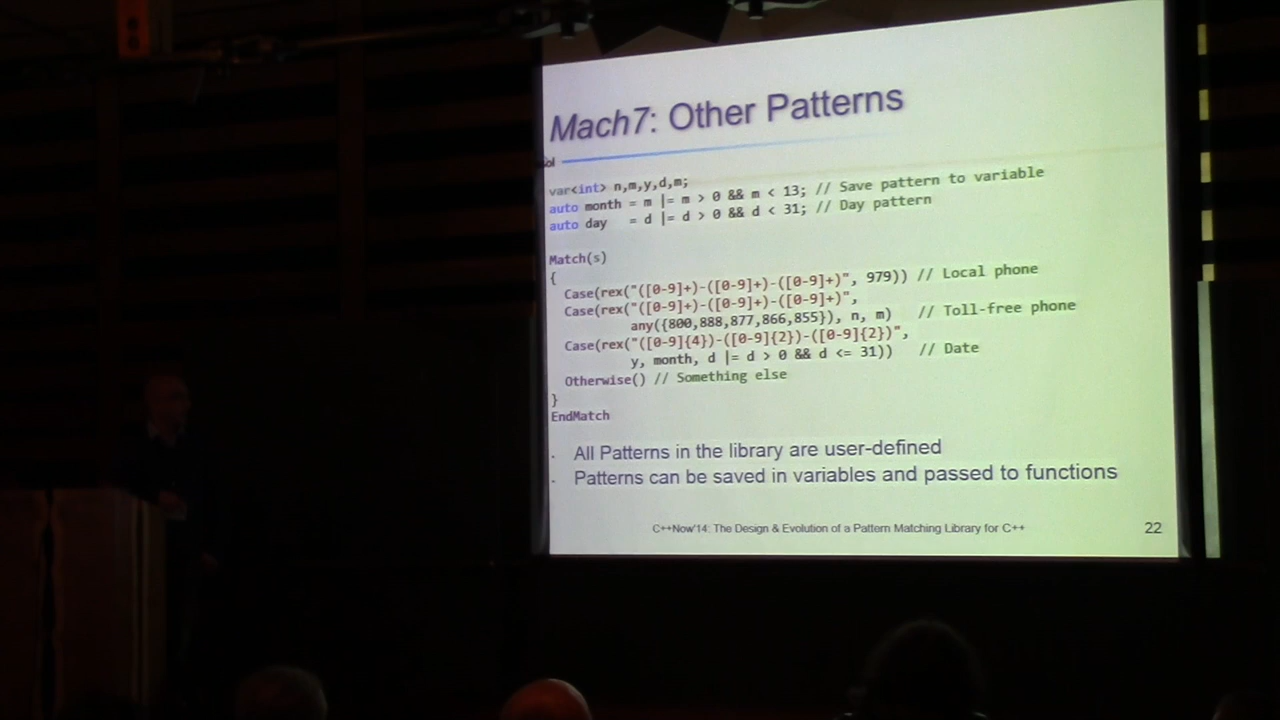 Mach7: Other Patterns
var<int> n,m,y,d,m;
auto month = m |= m > 0 && m < 13; // Save pattern to variable
auto day = d |= d > 0 && d < 31; // Day pattern
Match(s)
{
Case(rex("([0-9]+)-([0-9]+)-([0-9]+)", 979)) // Local phone
Case(rex("([0-9]+)-([0-9]+)-([0-9]+)",
any({800,888,877,866,855}), n, m) // Toll-free phone
Case(rex("([0-9]{4})-([0-9]{2})-([0-9]{2})",
y, month, d |= d > 0 && d <= 31)) // Date
Otherwise() // Something else
}
EndMatch
· All Patterns in the library are user-defined
· Patterns can be saved in variables and passed to functions
C++Now'14: The Design & Evolution of a Pattern Matching Library for C++ 22